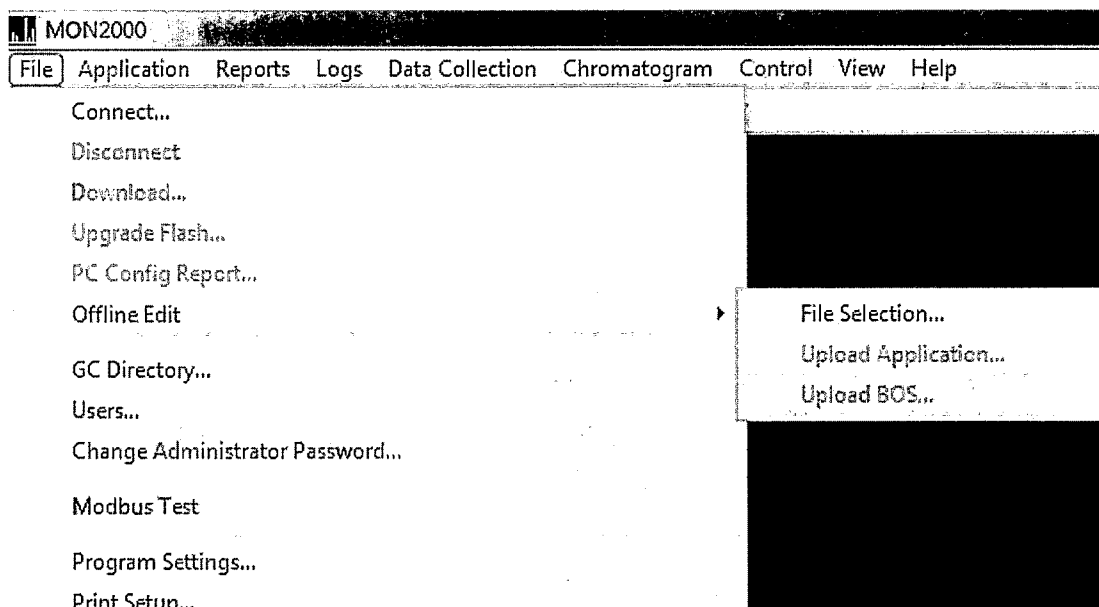 MON2000
File Application Reports Logs Data Collection Chromatogram Control View Help
Connect...
Disconnect
Download...
Upgrade Flash...
PC Config Report...
Offline Edit
File Selection...
Upload Application...
Upload BOS...
GC Directory...
Users...
Change Administrator Password...
Modbus Test
Program Settings...
Print Setup...